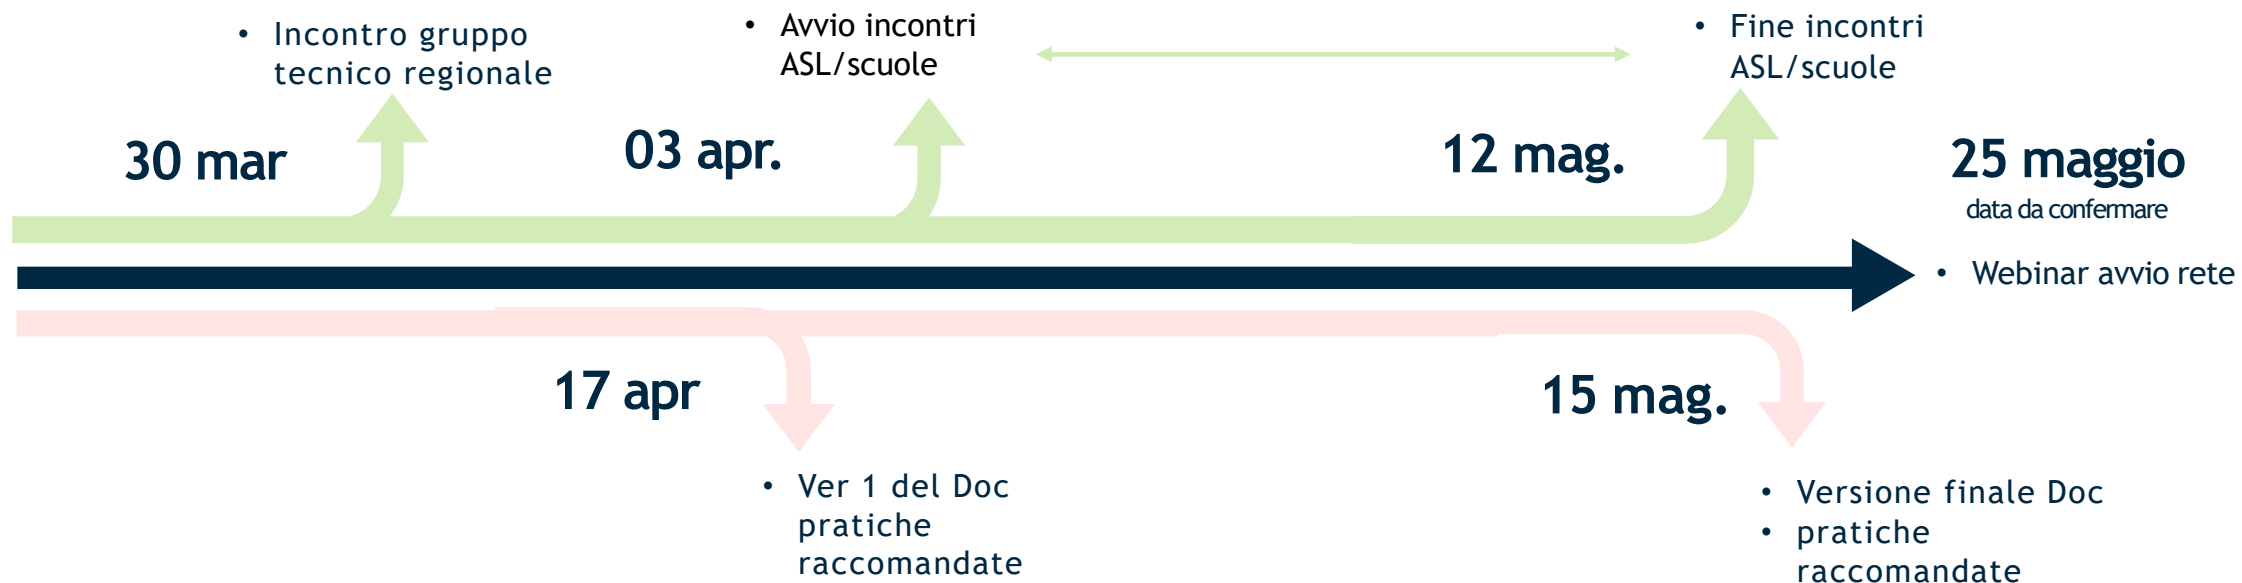 • Incontro gruppo
tecnico regionale
30 mar
• Avvio incontri
ASL/scuole
03 apr.
• Fine incontri
ASL/scuole
12 mag.
25 maggio
data da confermare
• Webinar avvio rete
17 apr
• Ver 1 del Doc
pratiche
raccomandate
15 mag.
• Versione finale Doc
• pratiche
raccomandate